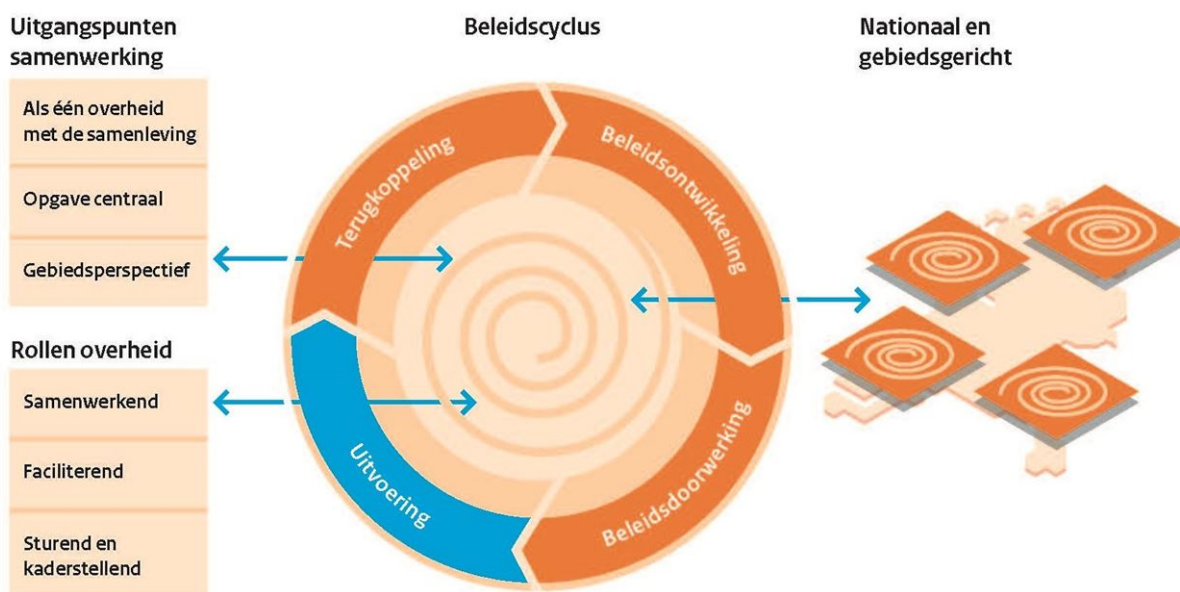 Uitgangspunten
samenwerking
Als één overheid
met de samenleving
Opgave centraal
Gebiedsperspectief
Rollen overheid
Samenwerkend
Faciliterend
Sturend en
kaderstellend
Beleidscyclus
Terugkoppeling
Beleidsontwikkeling
Beleidsdoorwerking
Uitvoering
Nationaal en
gebiedsgericht